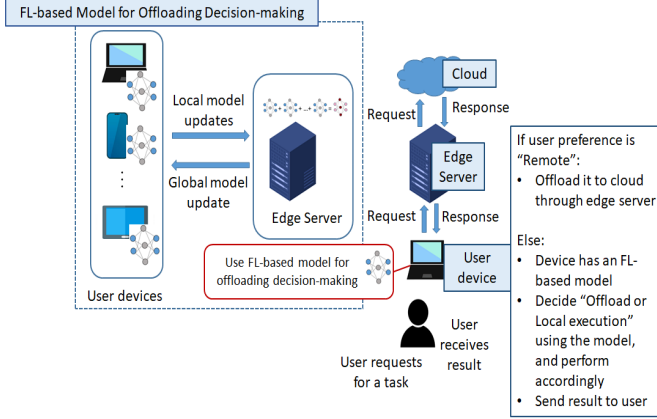 FL-based Model for Offloading Decision-making
Local model
updates
Global model
update
User devices
Edge Server
Cloud
Request
Response
Edge
Server
Request
Response
User
device
Use FL-based model for
offloading decision-making
User
receives
result
User requests
for a task
If user preference is
“Remote”:
• Offload it to cloud
through edge server
Else:
• Device has an FL-
based model
• Decide “Offload or
Local execution”
using the model,
and perform
accordingly
• Send result to user